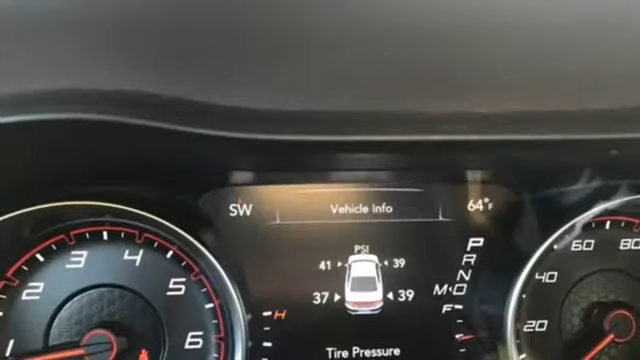 SW Vehicle Info 64°F
PSI
41 39
37 39
Tire Pressure
P
R
N
M D
F
H
1 2 3 4 5 6
20 40 60 80